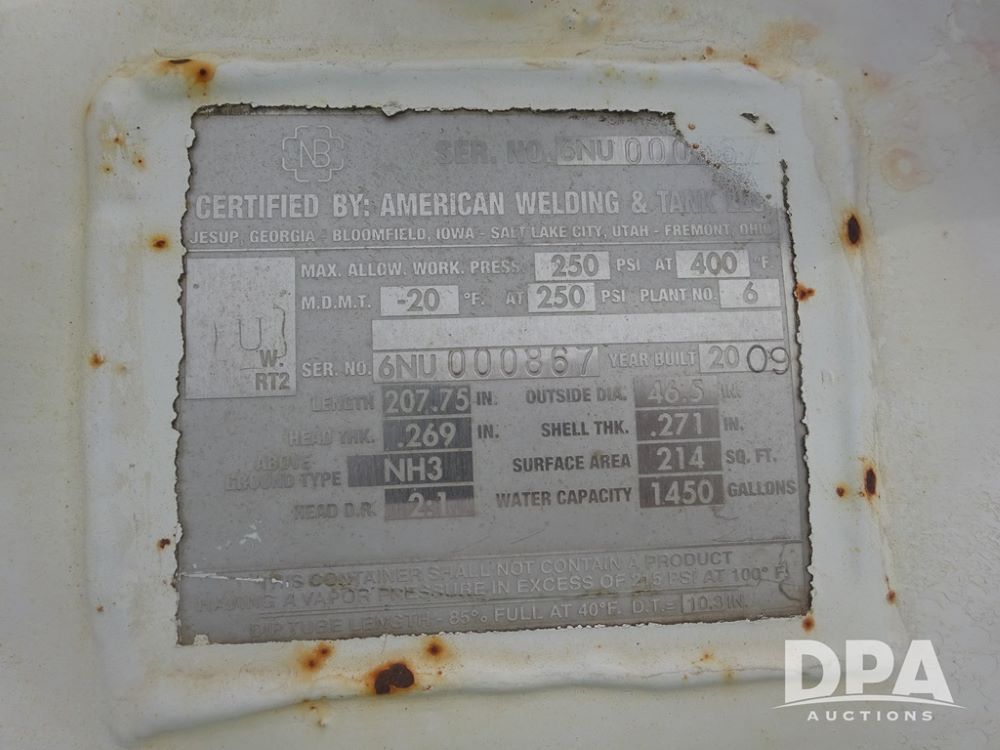 NB SER. NO. 6NU 000
CERTIFIED BY: AMERICAN WELDING & TANK
JESUP, GEORGIA - BLOOMFIELD, IOWA - SALT LAKE CITY, UTAH - FREMONT, OHIO
MAX. ALLOW. WORK. PRESS. 250 PSI AT 400 °F.
M.D.M.T. -20 °F. AT 250 PSI PLANT NO. 6
U
W.
RT2
SER. NO. 6NU 000867 YEAR BUILT 2009
LENGTH 207.75 IN. OUTSIDE DIA. 46.5 IN.
HEAD THK. .269 IN. SHELL THK. .271 IN.
ABOVE
GROUND TYPE NH3 SURFACE AREA 214 SQ. FT.
HEAD D.R. 2:1 WATER CAPACITY 1450 GALLONS
THIS CONTAINER SHALL NOT CONTAIN A PRODUCT
HAVING A VAPOR PRESSURE IN EXCESS OF 215 PSI AT 100° F.
DIP TUBE LENGTH - 85% FULL AT 40°F. D.T.= 10.3 IN.
DPA
AUCTIONS